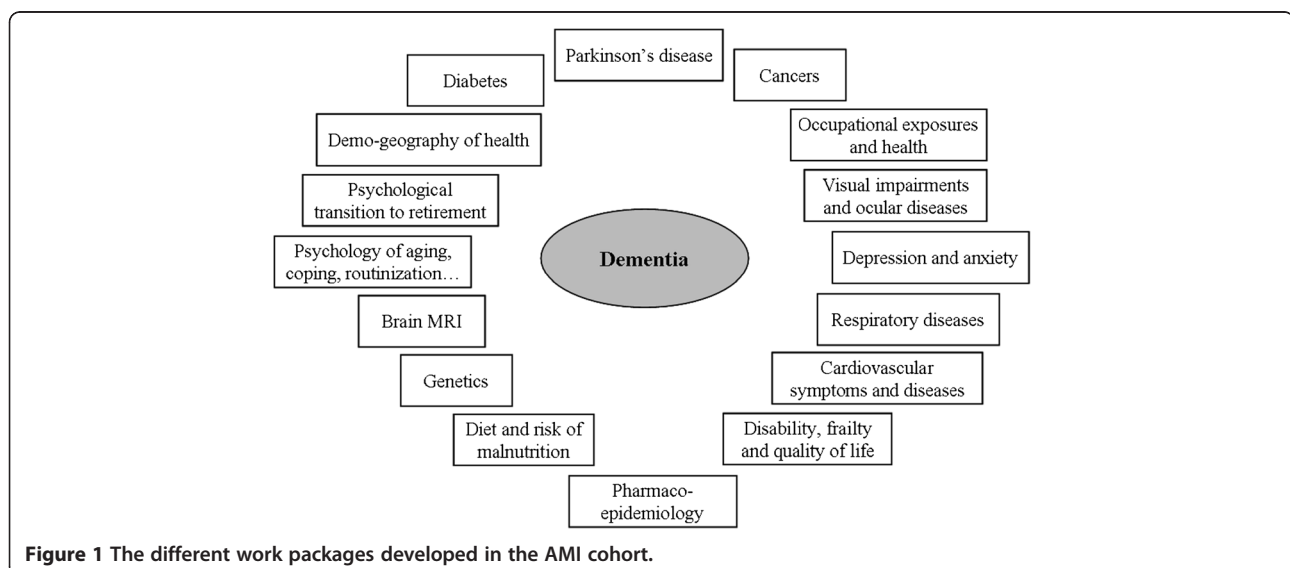 Parkinson's disease
Diabetes
Cancers
Demo-geography of health
Occupational exposures
and health
Psychological
transition to retirement
Visual impairments
and ocular diseases
Psychology of aging,
coping, routinization…
Dementia
Depression and anxiety
Brain MRI
Respiratory diseases
Genetics
Cardiovascular
symptoms and diseases
Diet and risk of
malnutrition
Disability, frailty
and quality of life
Pharmaco-
epidemiology
Figure 1 The different work packages developed in the AMI cohort.